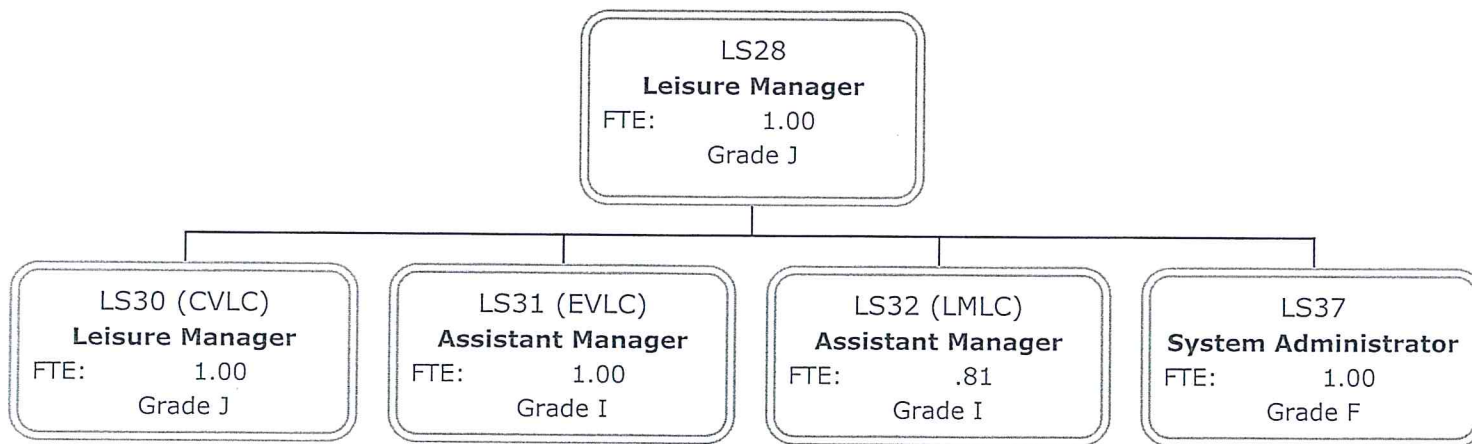 LS28
Leisure Manager
FTE: 1.00
Grade J
LS30 (CVLC)
Leisure Manager
FTE: 1.00
Grade J
LS31 (EVLC)
Assistant Manager
FTE: 1.00
Grade I
LS32 (LMLC)
Assistant Manager
FTE: .81
Grade I
LS37
System Administrator
FTE: 1.00
Grade F